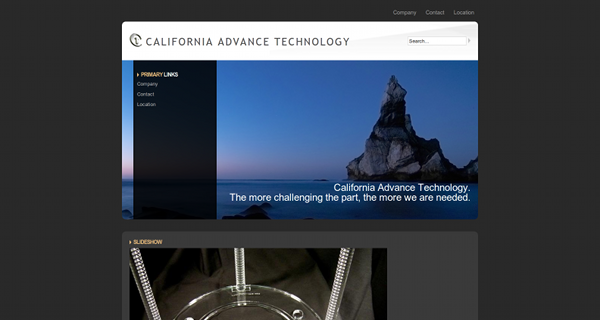 Company Contact Location
CALIFORNIA ADVANCE TECHNOLOGY
Search...
PRIMARY LINKS
Company
Contact
Location
California Advance Technology.
The more challenging the part, the more we are needed.
SLIDESHOW